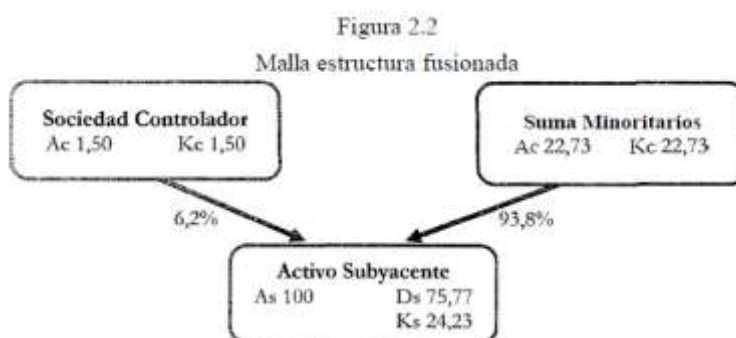 Figura 2.2
Malla estructura fusionada
Sociedad Controlador
Ac 1,50 Kc 1,50
Suma Minoritarios
Ac 22,73 Kc 22,73
6,2%
93,8%
Activo Subyacente
As 100 Ds 75,77
Ks 24,23